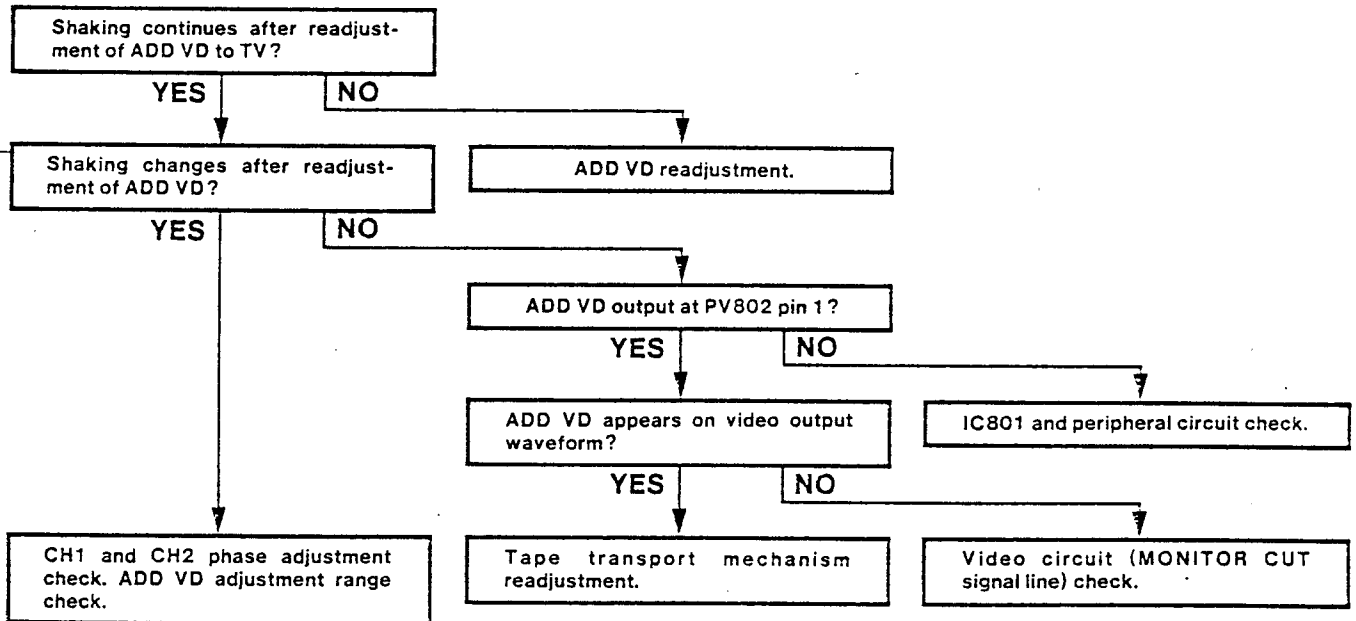 Shaking continues after readjust-
ment of ADD VD to TV?
YES
NO
Shaking changes after readjust-
ment of ADD VD?
ADD VD readjustment.
YES
NO
ADD VD output at PV802 pin 1?
YES
NO
ADD VD appears on video output
waveform?
IC801 and peripheral circuit check.
YES
NO
CH1 and CH2 phase adjustment
check. ADD VD adjustment range
check.
Tape transport mechanism
readjustment.
Video circuit (MONITOR CUT
signal line) check.